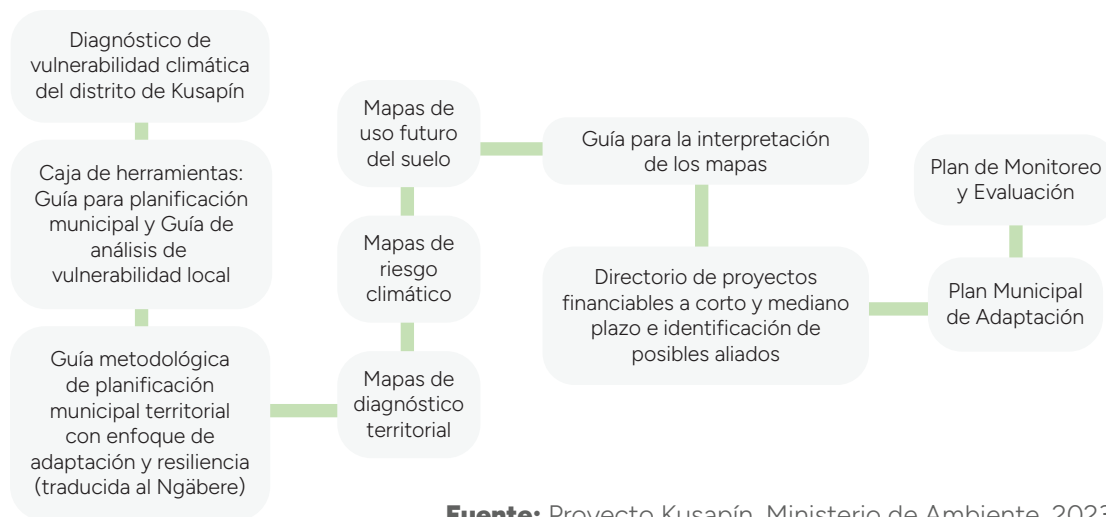 Diagnóstico de
vulnerabilidad climática
del distrito de Kusapín
Caja de herramientas:
Guía para planificación
municipal y Guía de
análisis de
vulnerabilidad local
Guía metodológica
de planificación
municipal territorial
con enfoque de
adaptación y resiliencia
(traducida al Ngäbere)
Mapas de
diagnóstico
territorial
Mapas de
riesgo
climático
Mapas de
uso futuro
del suelo
Guía para la interpretación
de los mapas
Directorio de proyectos
financiables a corto y mediano
plazo e identificación de
posibles aliados
Plan Municipal
de Adaptación
Plan de Monitoreo
y Evaluación
Fuente: Proyecto Kusapín, Ministerio de Ambiente, 2023